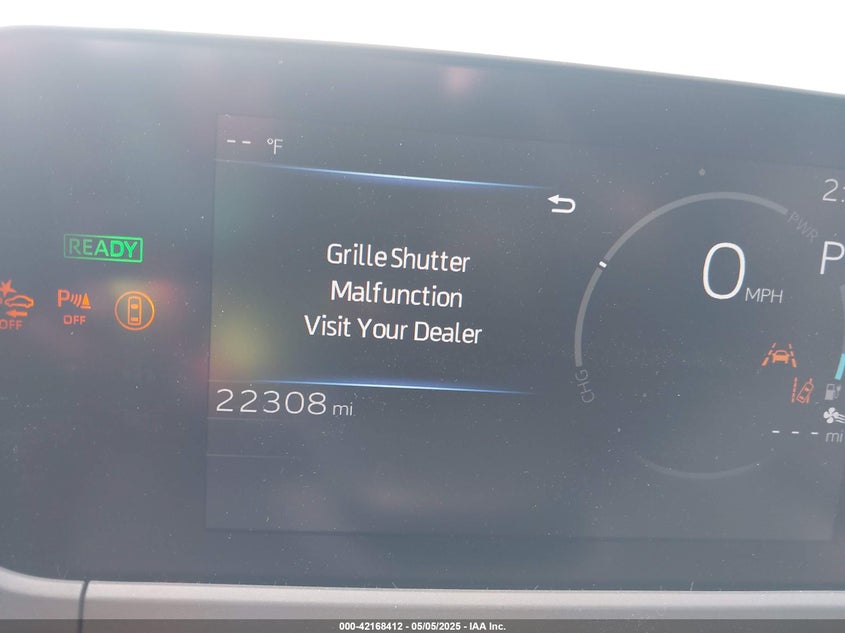 -- °F
Grille Shutter
Malfunction
Visit Your Dealer
READY
OFF
P OFF
22308 mi
CHG
PWR
0 MPH
2:
P
--- mi
000-42168412 - 05/05/2025 - IAA Inc.